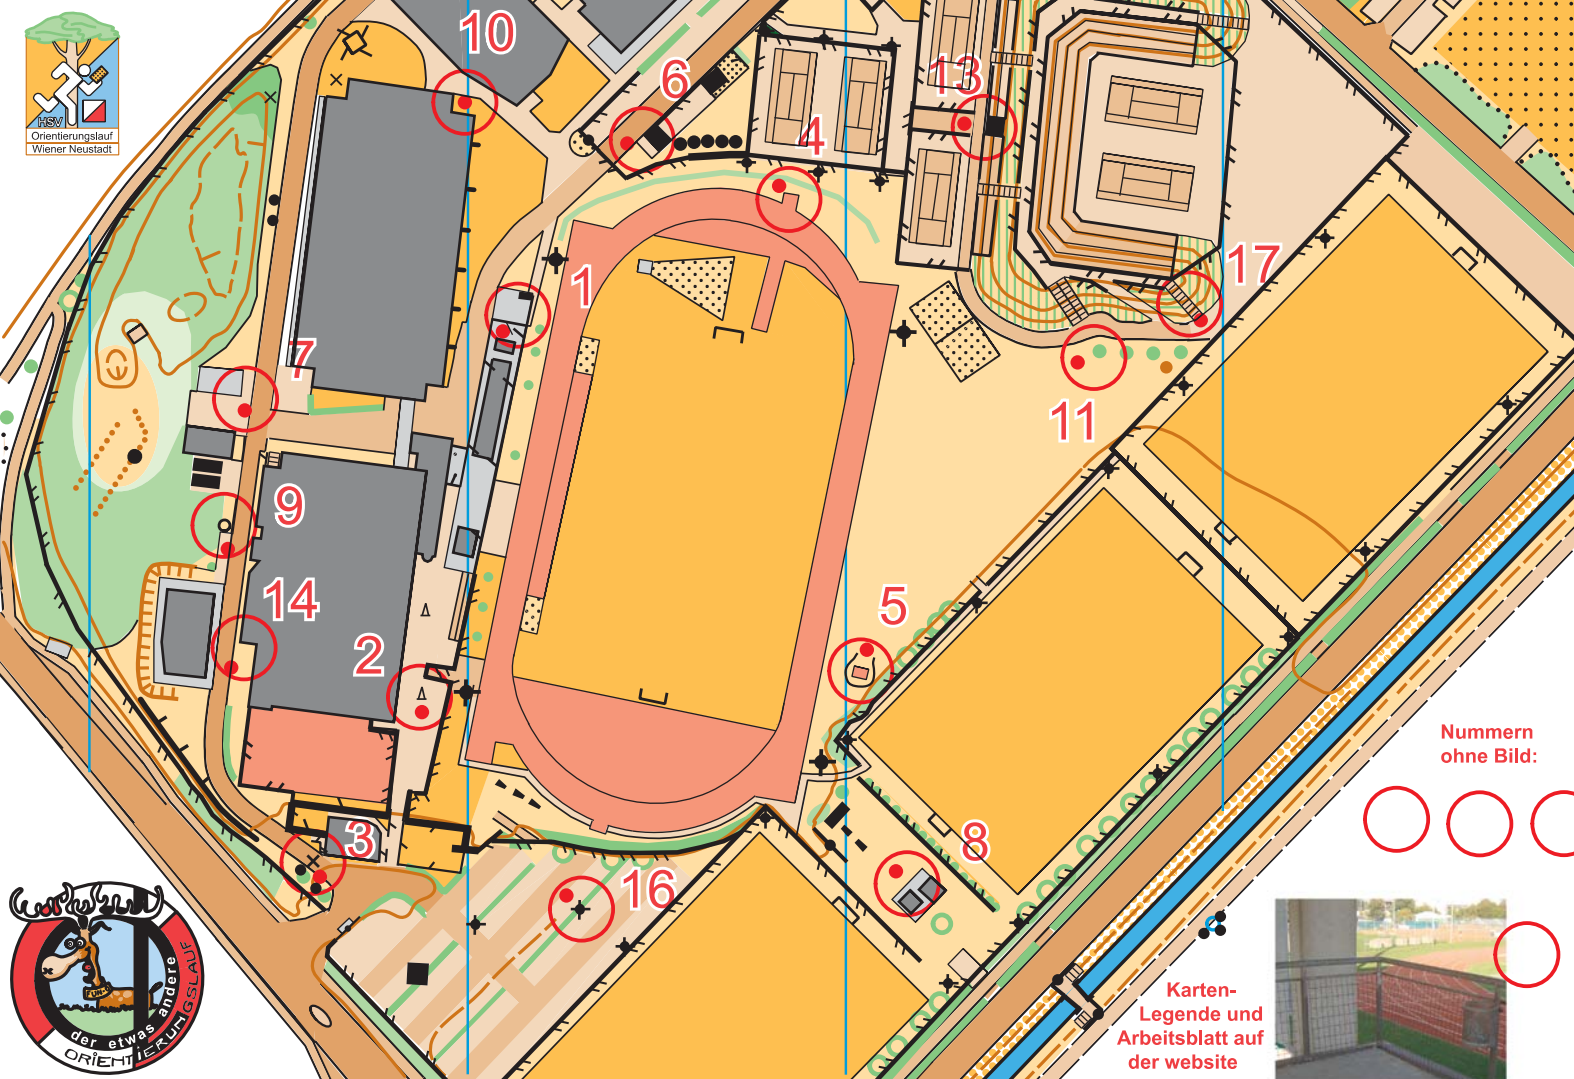 HSV
Orientierungslauf
Wiener Neustadt
10
6
13
4
17
1
7
11
9
14
5
2
3
8
16
Nummern
ohne Bild:
FUN-O
der etwas andere
ORiENTiERUNGSLAUF
Karten-
Legende und
Arbeitsblatt auf
der website